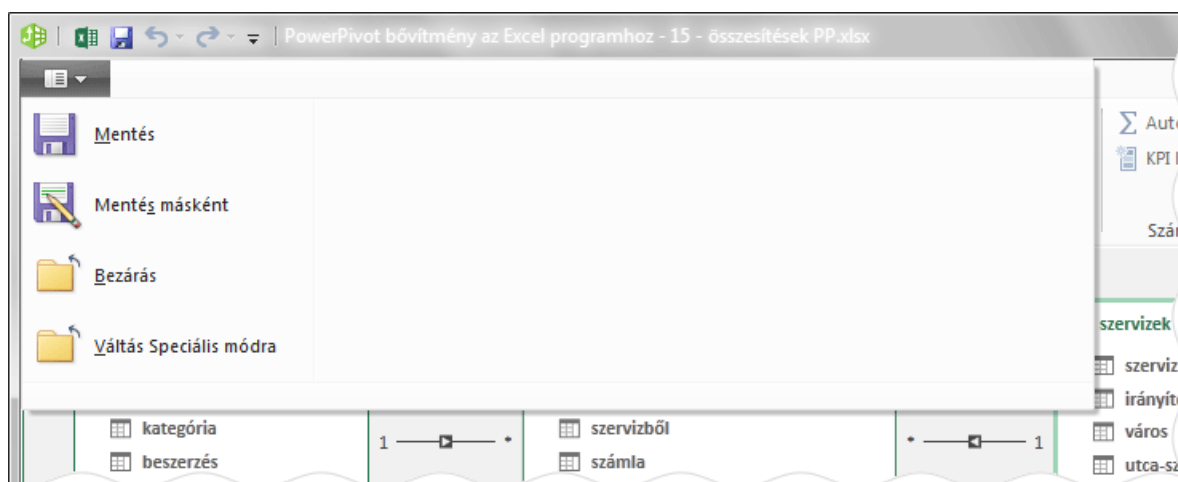 PowerPivot bővítmény az Excel programhoz - 15 - összesítések PP.xlsx
Mentés
Mentés másként
Bezárás
Váltás Speciális módra
KPI
szervizek
város
kategória
beszerzés
1
*
szervizből
számla
*
1